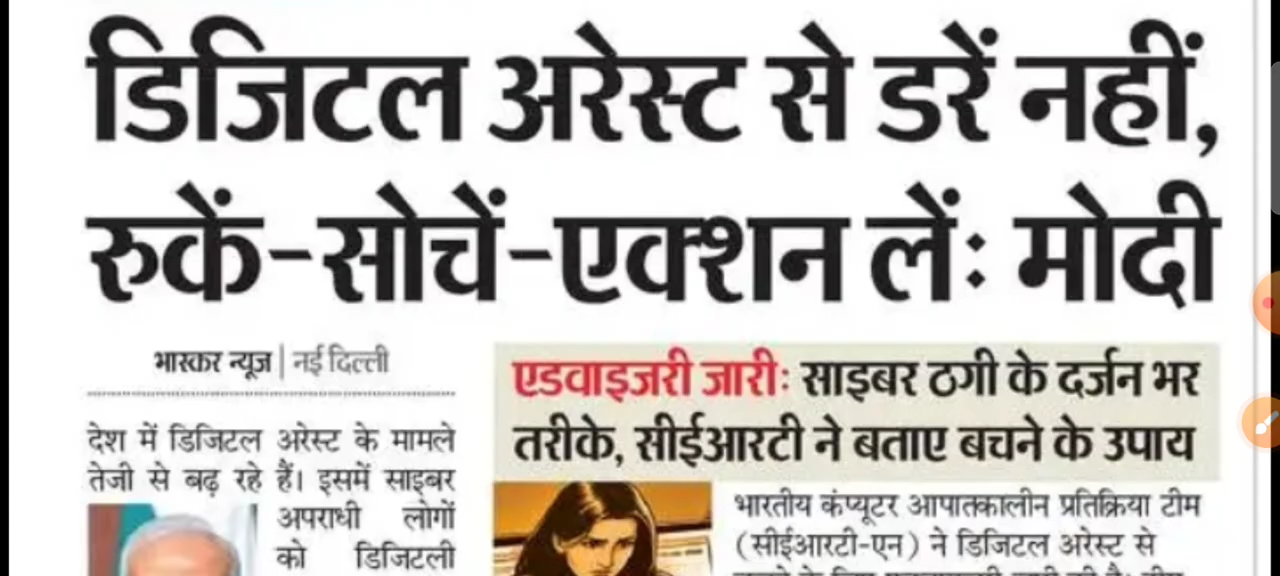 डिजिटल अरेस्ट से डरें नहीं,
रुकें-सोचें-एक्शन लेंः मोदी
भास्कर न्यूज | नई दिल्ली
देश में डिजिटल अरेस्ट के मामले
तेजी से बढ़ रहे हैं। इसमें साइबर
अपराधी लोगों
को डिजिटली
एडवाइजरी जारीः साइबर ठगी के दर्जन भर
तरीके, सीईआरटी ने बताए बचने के उपाय
भारतीय कंप्यूटर आपातकालीन प्रतिक्रिया टीम
(सीईआरटी-एन) ने डिजिटल अरेस्ट से